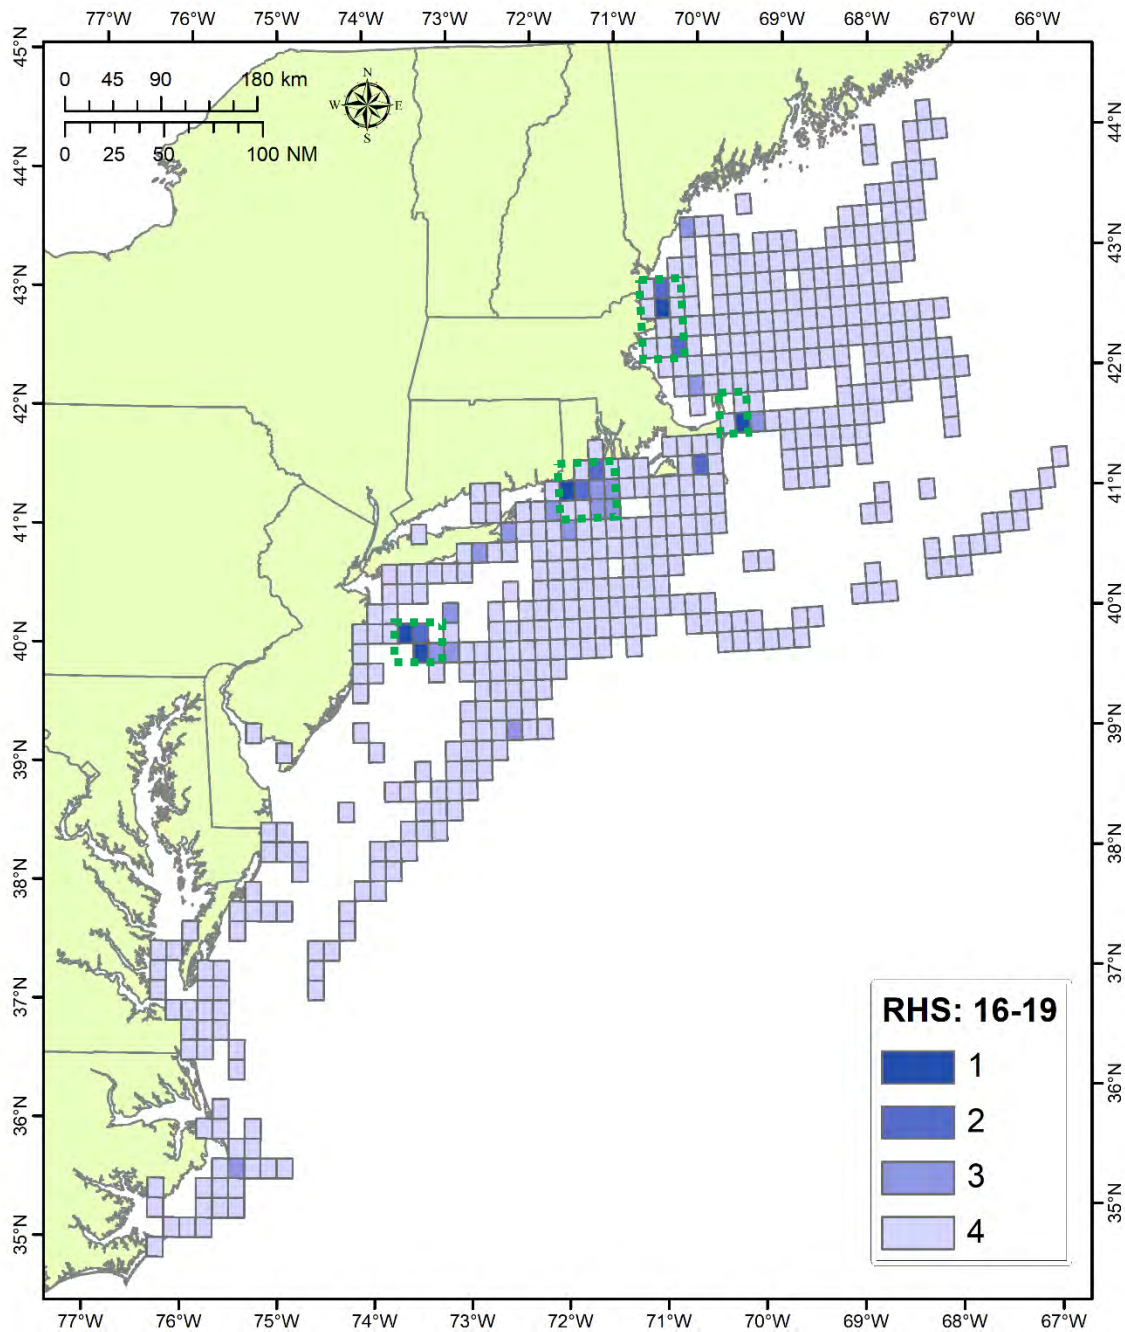 77°W 76°W 75°W 74°W 73°W 72°W 71°W 70°W 69°W 68°W 67°W 66°W
45°N
0 45 90 180 km
N
W E
S
0 25 50 100 NM
44°N 44°N
43°N 43°N
42°N 42°N
41°N 41°N
40°N 40°N
39°N 39°N
38°N 38°N
37°N 37°N
36°N 36°N
35°N 35°N
RHS: 16-19
1
2
3
4
77°W 76°W 75°W 74°W 73°W 72°W 71°W 70°W 69°W 68°W 67°W